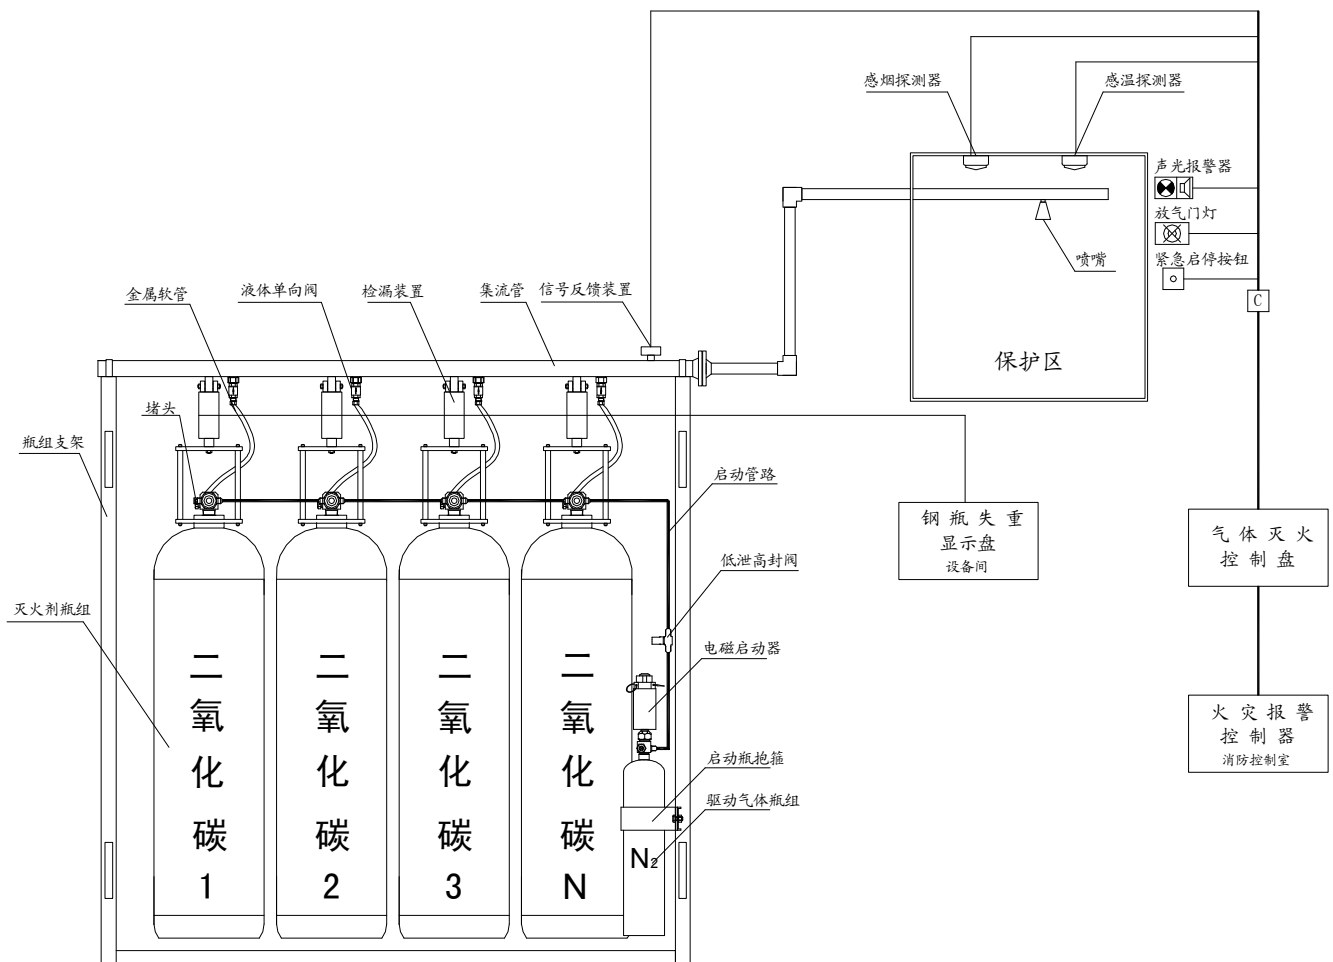 感烟探测器
感温探测器
声光报警器
放气门灯
紧急启停按钮
喷嘴
C
金属软管
液体单向阀
检漏装置
集流管
信号反馈装置
保护区
堵头
瓶组支架
启动管路
钢瓶失重
显示盘
设备间
气体灭火
控制盘
低泄高封阀
灭火剂瓶组
电磁启动器
二氧化碳1
二氧化碳2
二氧化碳3
二氧化碳N
火灾报警
控制器
消防控制室
启动瓶抱箍
驱动气体瓶组
N2